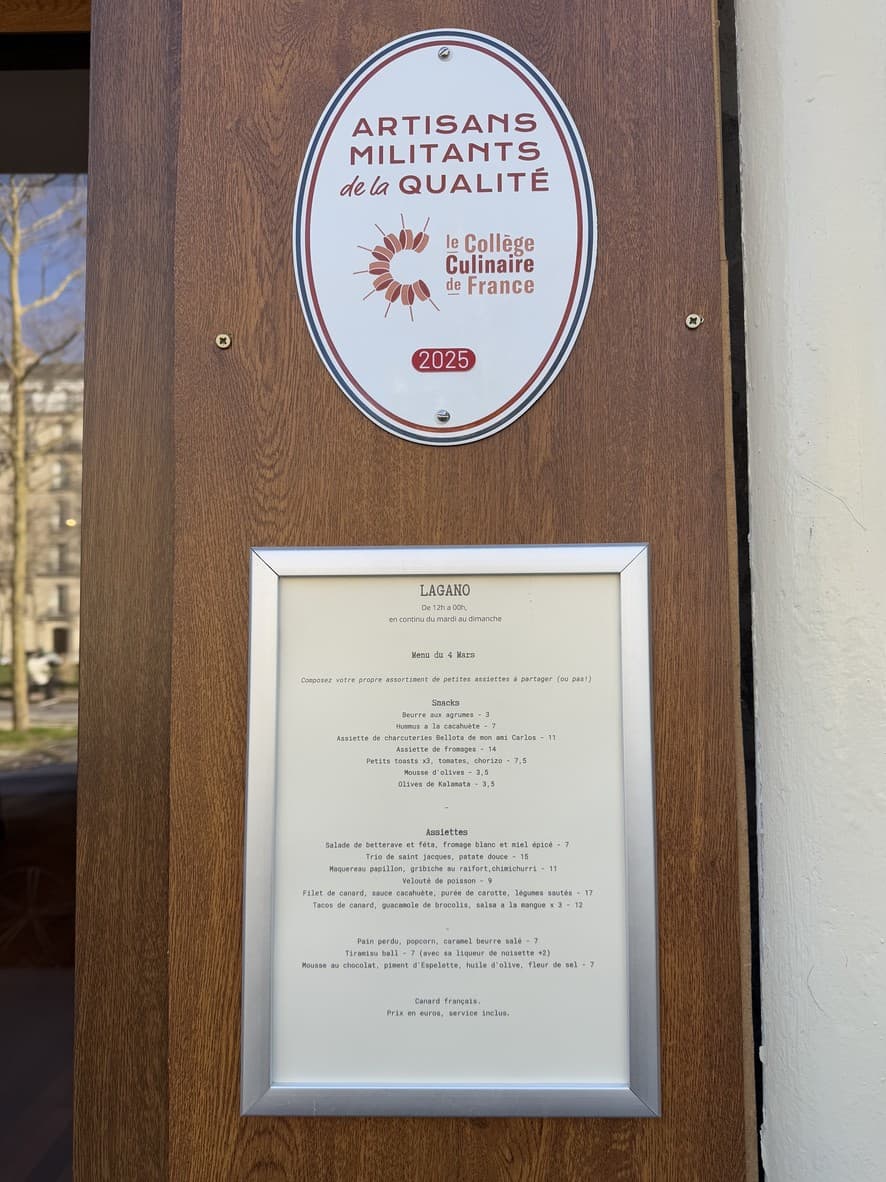 ARTISANS
MILITANTS
de la QUALITÉ
le Collège
Culinaire
de France
2025
LAGANO
De 12h a 00h,
en continu du mardi au dimanche
Menu du 4 Mars
Composez votre propre assortiment de petites assiettes à partager (ou pas!)
Snacks
Beurre aux agrumes - 3
Hummus a la cacahuète - 7
Assiette de charcuteries Bellota de mon ami Carlos - 11
Assiette de fromages - 14
Petits toasts x3, tomates, chorizo - 7,5
Mousse d'olives - 3,5
Olives de Kalamata - 3,5
-
Assiettes
Salade de betterave et féta, fromage blanc et miel épicé - 7
Trio de saint jacques, patate douce - 15
Maquereau papillon, gribiche au raifort,chimichurri - 11
Velouté de poisson - 9
Filet de canard, sauce cacahuète, purée de carotte, légumes sautés - 17
Tacos de canard, guacamole de brocolis, salsa a la mangue x 3 - 12
-
Pain perdu, popcorn, caramel beurre salé - 7
Tiramisu ball - 7 (avec sa liqueur de noisette +2)
Mousse au chocolat, piment d'Espelette, huile d'olive, fleur de sel - 7
Canard français.
Prix en euros, service inclus.